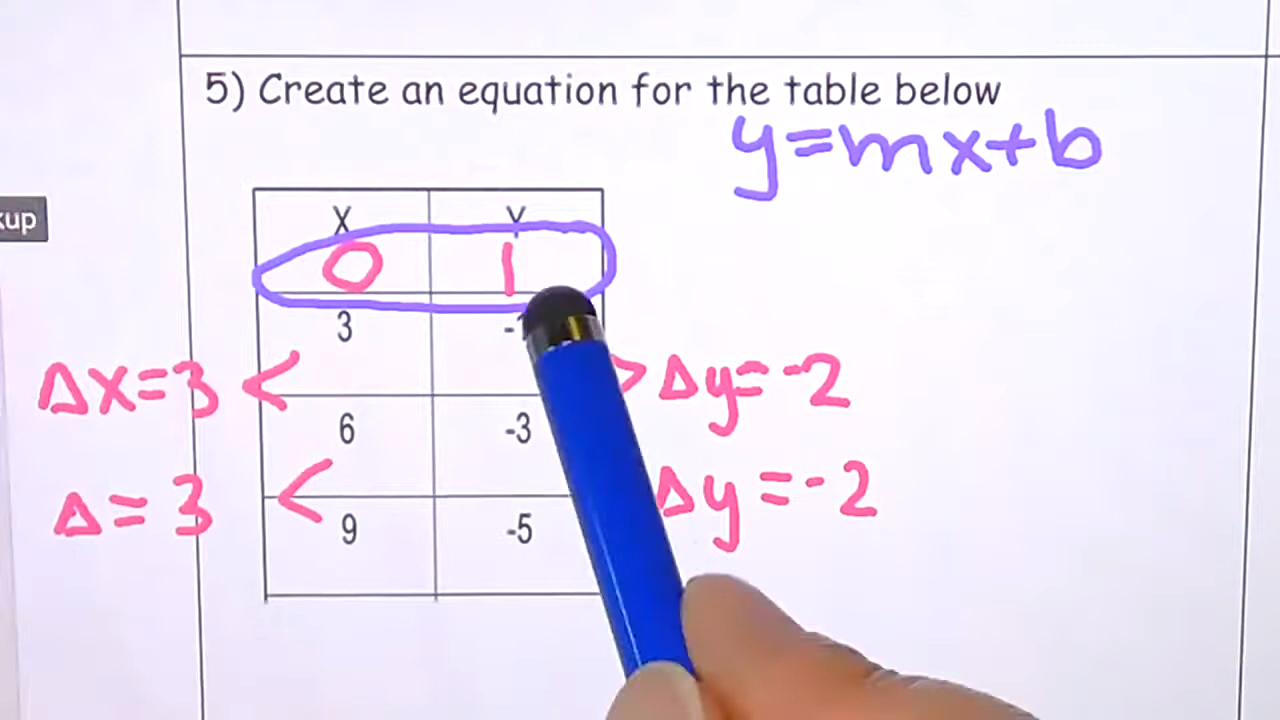 5) Create an equation for the table below
y=mx+b
kup
X Y
0 1
3
Δx=3 < > Δy=-2
6 -3
Δ=3 < Δy=-2
9 -5